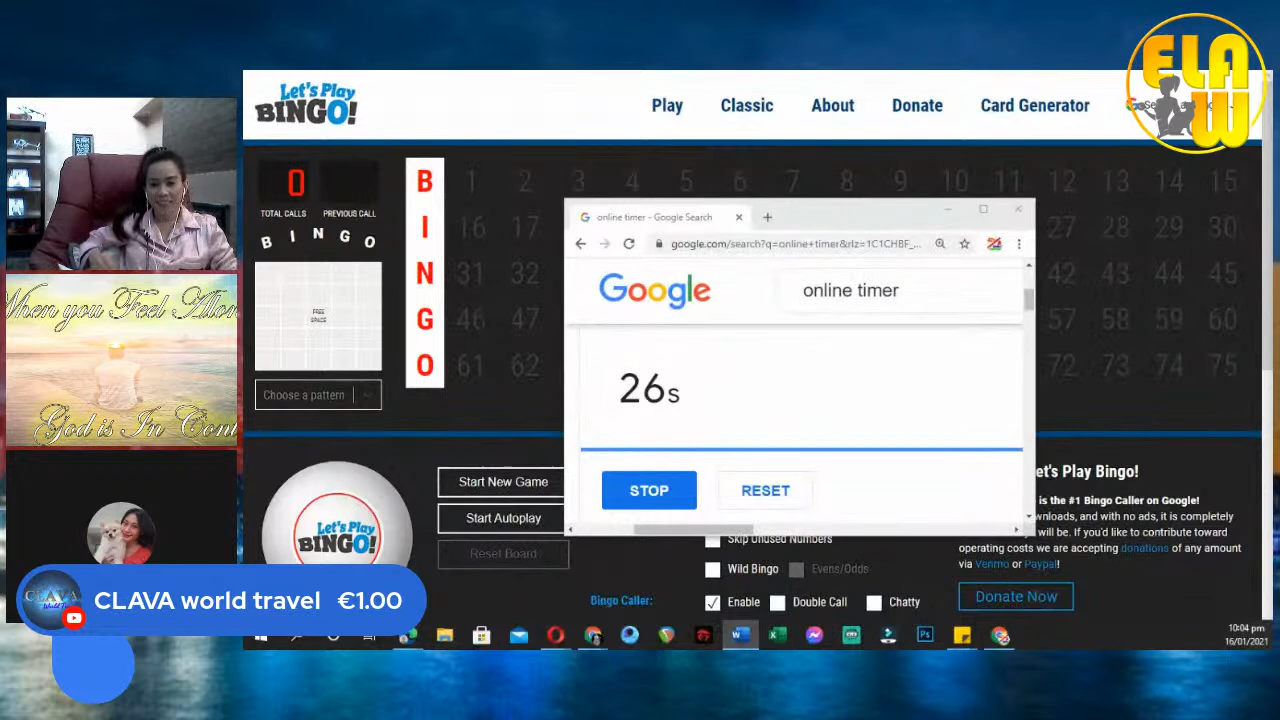 ELA
W
Let's Play
BINGO!
Play
Classic
About
Donate
Card Generator
0
TOTAL CALLS
PREVIOUS CALL
B I N G O
FREE
SPACE
Choose a pattern
B 1 2 3 4 5 6 7 8 9 10 11 12 13 14 15
I 16 17 27 28 29 30
N 31 32 42 43 44 45
G 46 47 57 58 59 60
O 61 62 72 73 74 75
online timer - Google Search
google.com/search?q=online+timer&rlz=1C1CHBF_...
Google
online timer
26s
STOP
RESET
When you Feel Alon
God is In Cont
Let's Play
BINGO!
Start New Game
Start Autoplay
Reset Board
Skip Unused Numbers
Wild Bingo
Evens/Odds
Bingo Caller:
Enable
Double Call
Chatty
et's Play Bingo!
is the #1 Bingo Caller on Google!
wnloads, and with no ads, it is completely
will be. If you'd like to contribute toward
operating costs we are accepting donations of any amount
via Venmo or Paypal!
Donate Now
CLAVA world travel €1.00
10:04 pm
16/01/2021